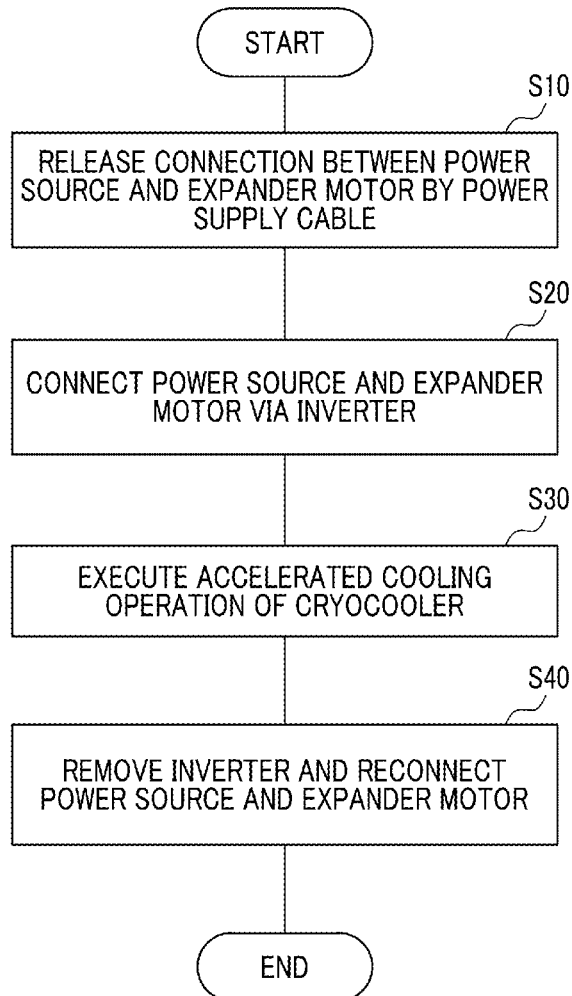 START
S10
RELEASE CONNECTION BETWEEN POWER
SOURCE AND EXPANDER MOTOR BY POWER
SUPPLY CABLE
S20
CONNECT POWER SOURCE AND EXPANDER
MOTOR VIA INVERTER
S30
EXECUTE ACCELERATED COOLING
OPERATION OF CRYOCOOLER
S40
REMOVE INVERTER AND RECONNECT
POWER SOURCE AND EXPANDER MOTOR
END